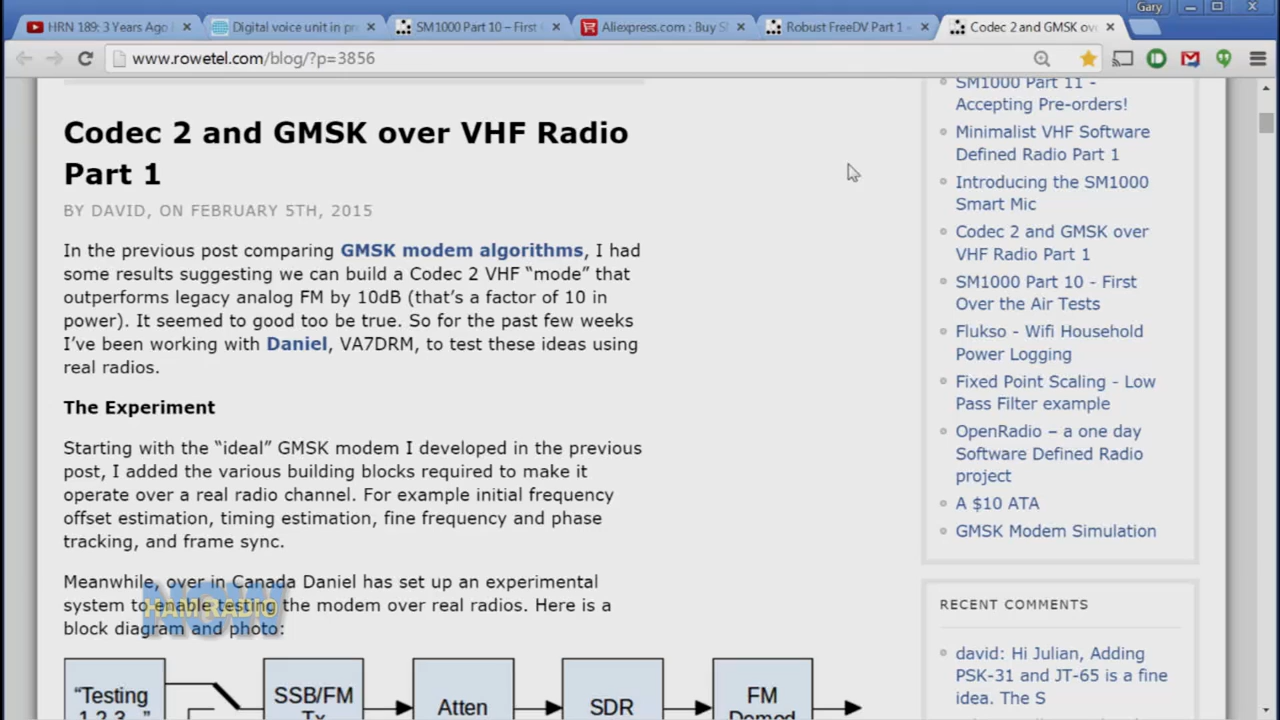 Gary
HRN 189: 3 Years Ago
Digital voice unit in pr
SM1000 Part 10 – First
Aliexpress.com : Buy S
Robust FreeDV Part 1
Codec 2 and GMSK ov
www.rowetel.com/blog/?p=3856
Codec 2 and GMSK over VHF Radio
Part 1
BY DAVID, ON FEBRUARY 5TH, 2015
In the previous post comparing GMSK modem algorithms, I had
some results suggesting we can build a Codec 2 VHF “mode” that
outperforms legacy analog FM by 10dB (that’s a factor of 10 in
power). It seemed to good too be true. So for the past few weeks
I’ve been working with Daniel, VA7DRM, to test these ideas using
real radios.
The Experiment
Starting with the “ideal” GMSK modem I developed in the previous
post, I added the various building blocks required to make it
operate over a real radio channel. For example initial frequency
offset estimation, timing estimation, fine frequency and phase
tracking, and frame sync.
Meanwhile, over in Canada Daniel has set up an experimental
system to enable testing the modem over real radios. Here is a
block diagram and photo:
NOW
HAM RADIO
“Testing
1,2,3...”
SSB/FM
Tx
Atten
SDR
FM
Demod
SM1000 Part 11 -
Accepting Pre-orders!
Minimalist VHF Software
Defined Radio Part 1
Introducing the SM1000
Smart Mic
Codec 2 and GMSK over
VHF Radio Part 1
SM1000 Part 10 - First
Over the Air Tests
Flukso - Wifi Household
Power Logging
Fixed Point Scaling - Low
Pass Filter example
OpenRadio – a one day
Software Defined Radio
project
A $10 ATA
GMSK Modem Simulation
RECENT COMMENTS
david: Hi Julian, Adding
PSK-31 and JT-65 is a fine
idea. The S